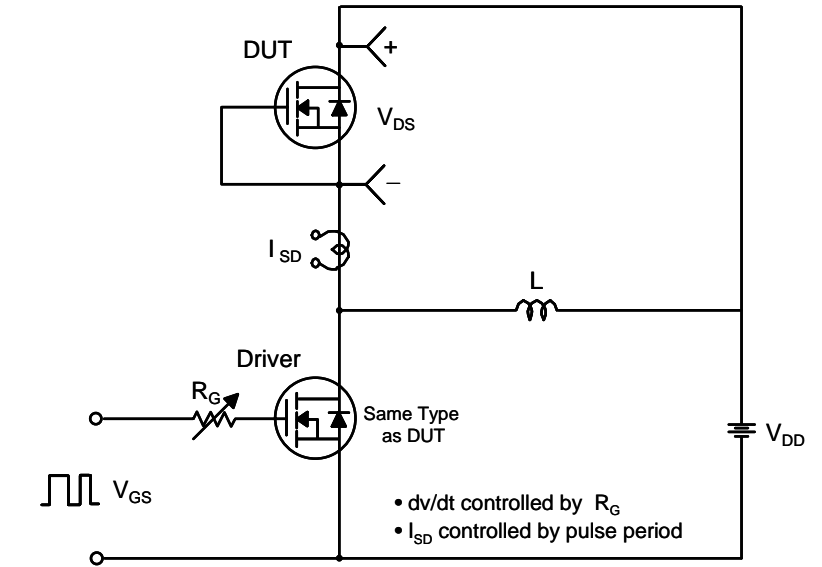 DUT
+
V_DS
–
I_SD
L
Driver
R_G
Same Type
as DUT
V_DD
V_GS
• dv/dt controlled by R_G
• I_SD controlled by pulse period